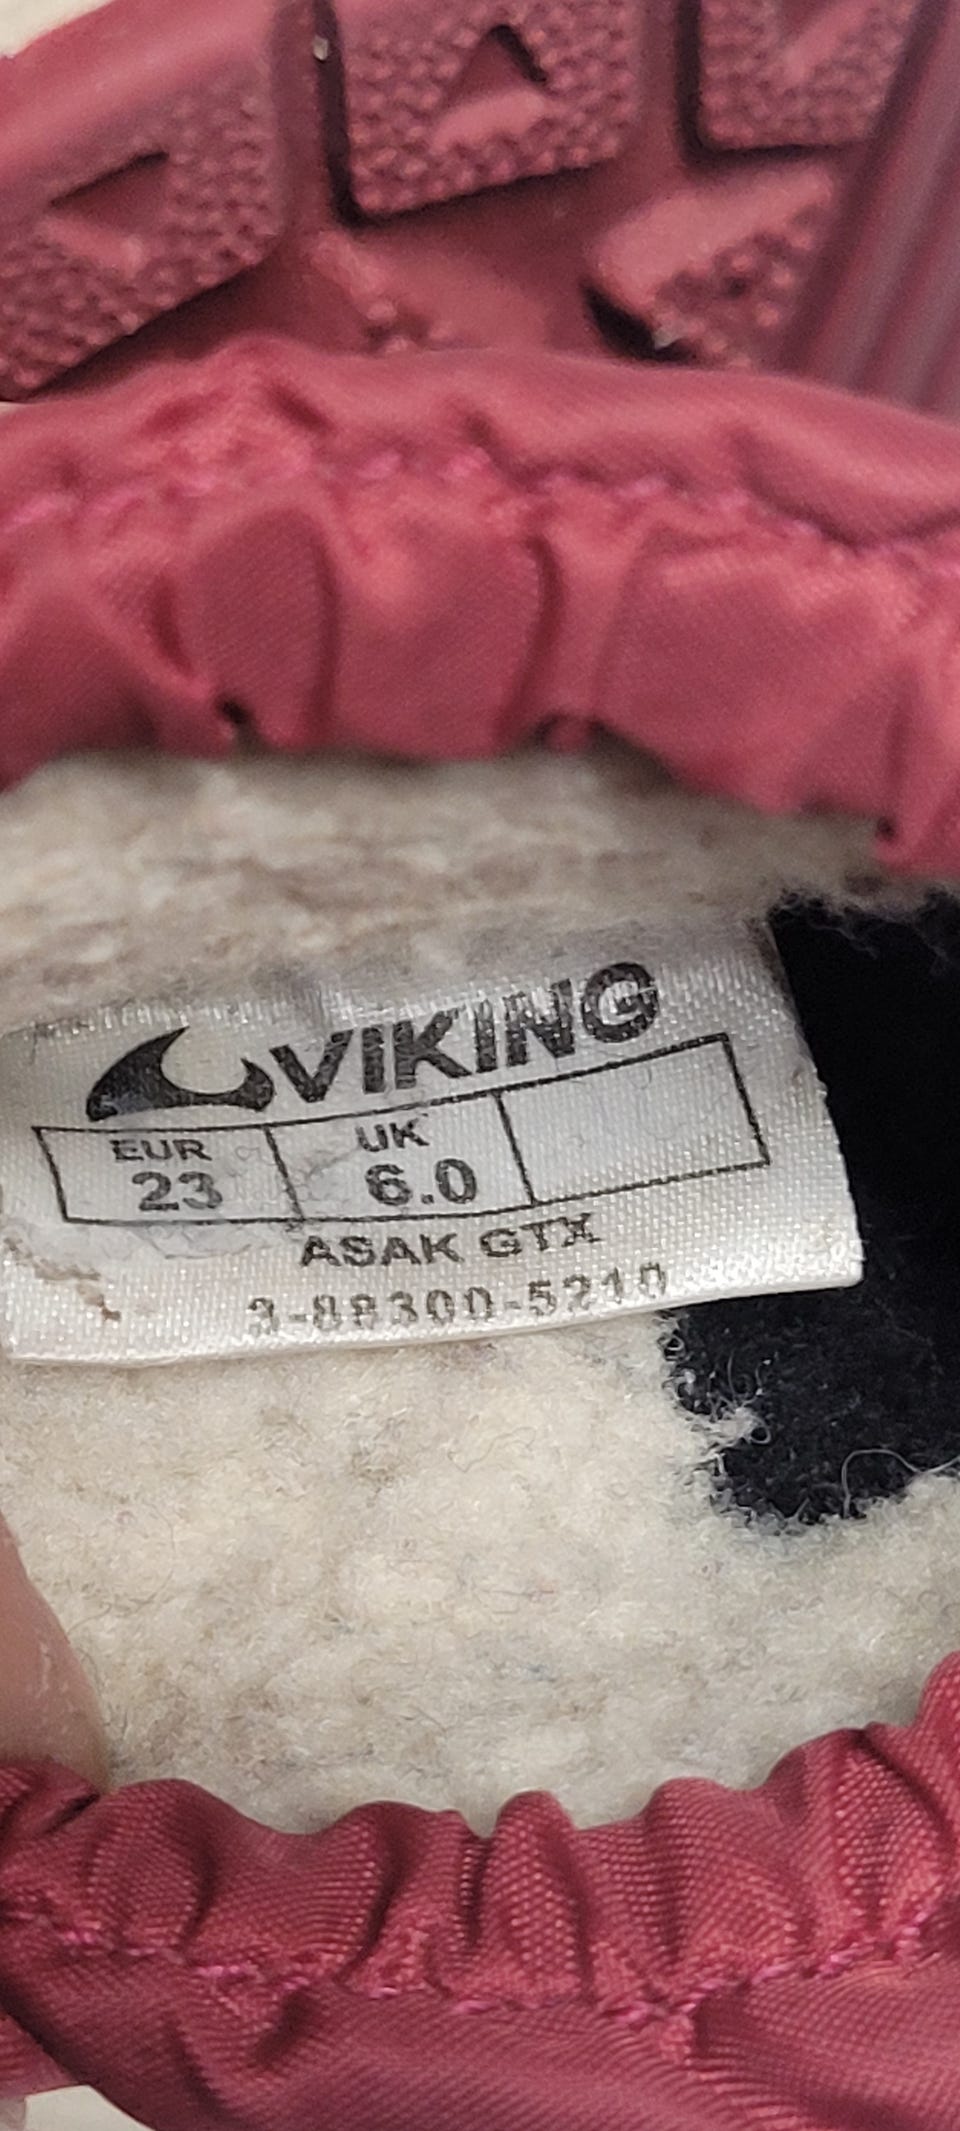 VIKING
EUR UK
23 6.0
ASAK GTX
3-88300-5210